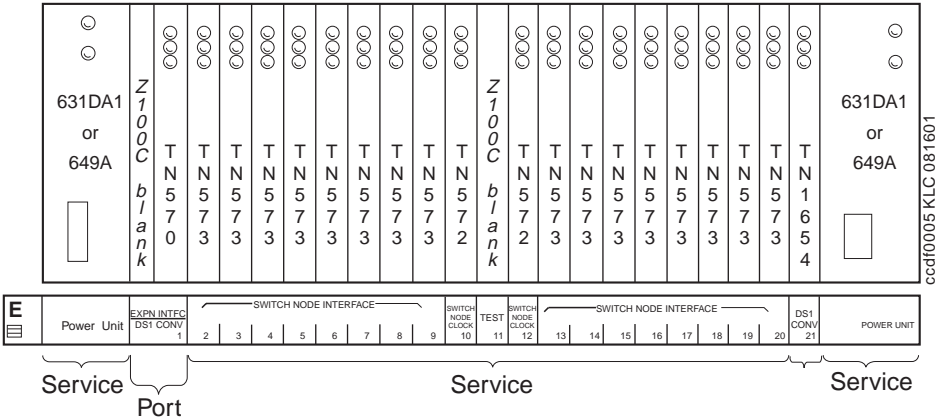 631DA1
or
649A
Z100C blank
TN570
TN573
TN573
TN573
TN573
TN573
TN573
TN573
TN573
TN572
Z100C blank
TN572
TN573
TN573
TN573
TN573
TN573
TN573
TN573
TN573
TN1654
631DA1
or
649A
ccdf0005 KLC 081601
E
Power Unit
EXPN INTFC
DS1 CONV
1
SWITCH NODE INTERFACE
2 3 4 5 6 7 8 9
SWITCH
NODE
CLOCK
10
TEST
11
SWITCH
NODE
CLOCK
12
SWITCH NODE INTERFACE
13 14 15 16 17 18 19 20
DS1
CONV
21
POWER UNIT
Service
Port
Service
Service